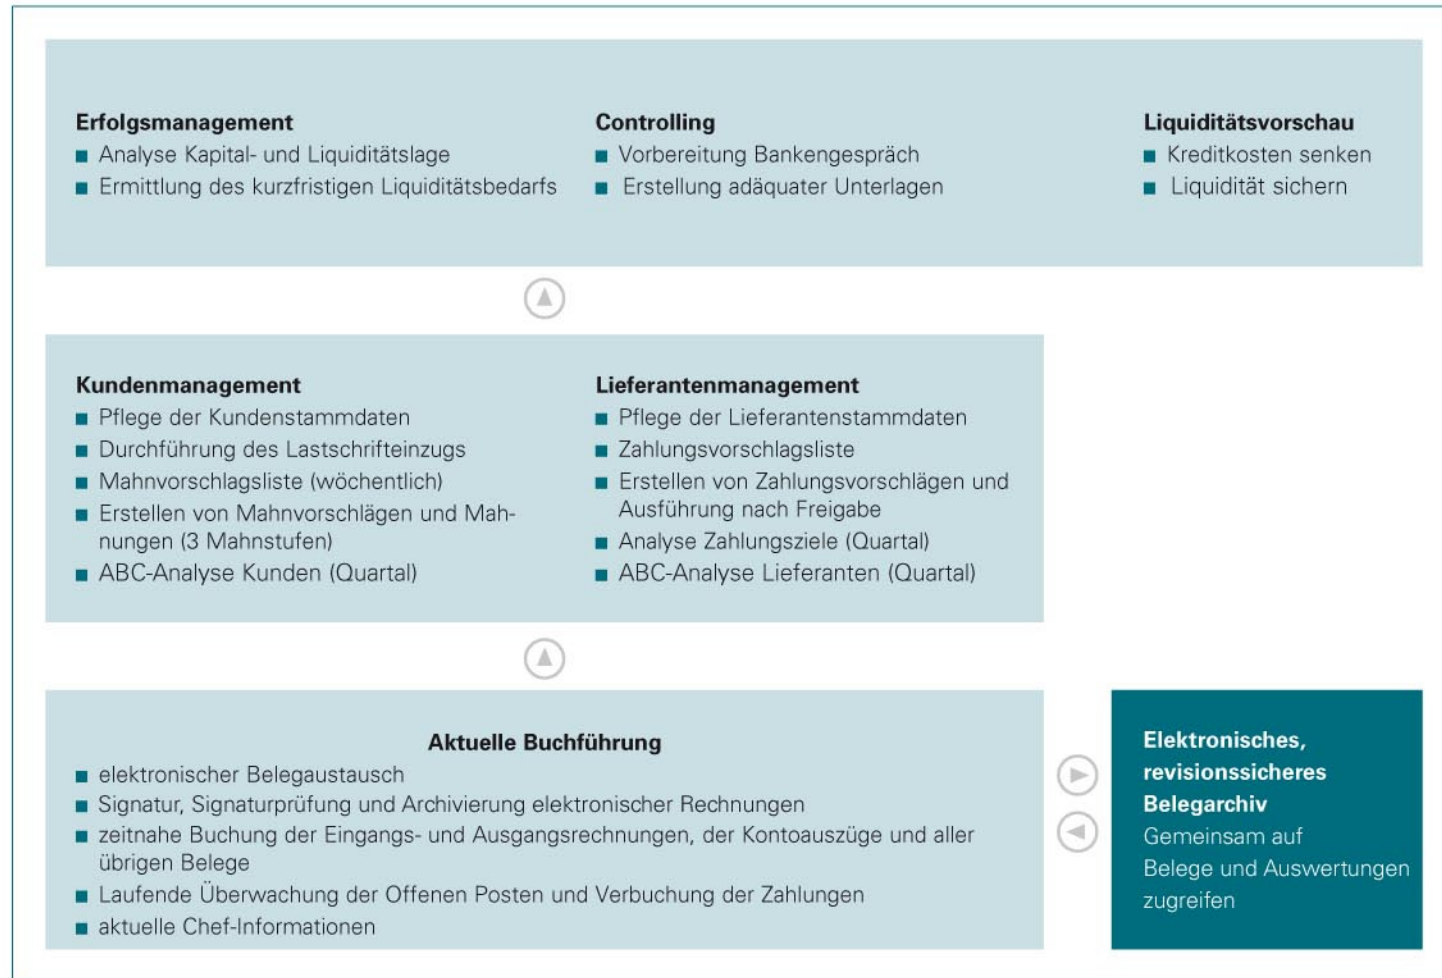 Erfolgsmanagement
Analyse Kapital- und Liquiditätslage
Ermittlung des kurzfristigen Liquiditätsbedarfs
Controlling
Vorbereitung Bankengespräch
Erstellung adäquater Unterlagen
Liquiditätsvorschau
Kreditkosten senken
Liquidität sichern
Kundenmanagement
Pflege der Kundenstammdaten
Durchführung des Lastschrifteinzugs
Mahnvorschlagsliste (wöchentlich)
Erstellen von Mahnvorschlägen und Mah-
nungen (3 Mahnstufen)
ABC-Analyse Kunden (Quartal)
Lieferantenmanagement
Pflege der Lieferantenstammdaten
Zahlungsvorschlagsliste
Erstellen von Zahlungsvorschlägen und
Ausführung nach Freigabe
Analyse Zahlungsziele (Quartal)
ABC-Analyse Lieferanten (Quartal)
Aktuelle Buchführung
elektronischer Belegaustausch
Signatur, Signaturprüfung und Archivierung elektronischer Rechnungen
zeitnahe Buchung der Eingangs- und Ausgangsrechnungen, der Kontoauszüge und aller
übrigen Belege
Laufende Überwachung der Offenen Posten und Verbuchung der Zahlungen
aktuelle Chef-Informationen
Elektronisches,
revisionssicheres
Belegarchiv
Gemeinsam auf
Belege und Auswertungen
zugreifen